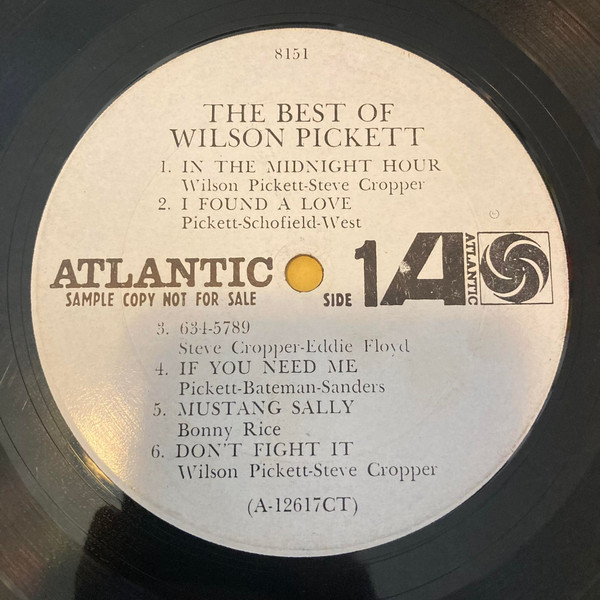 8151
THE BEST OF
WILSON PICKETT
1. IN THE MIDNIGHT HOUR
Wilson Pickett-Steve Cropper
2. I FOUND A LOVE
Pickett-Schofield-West
ATLANTIC
SAMPLE COPY NOT FOR SALE
SIDE 1
A ATLANTIC
3. 634-5789
Steve Cropper-Eddie Floyd
4. IF YOU NEED ME
Pickett-Bateman-Sanders
5. MUSTANG SALLY
Bonny Rice
6. DON'T FIGHT IT
Wilson Pickett-Steve Cropper
(A-12617CT)